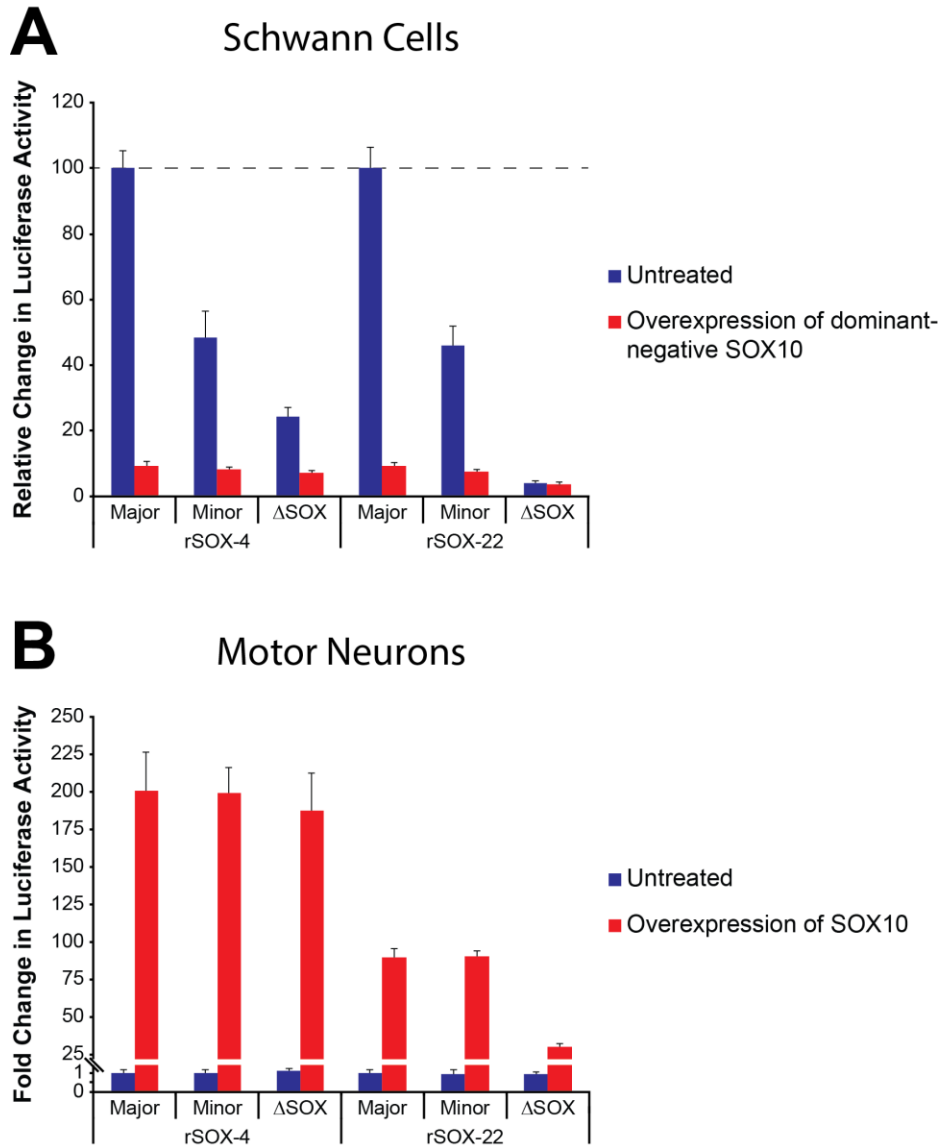 A
Schwann Cells
Relative Change in Luciferase Activity
120
100
80
60
40
20
0
Major Minor ΔSOX Major Minor ΔSOX
rSOX-4 rSOX-22
Untreated
Overexpression of dominant-
negative SOX10
B
Motor Neurons
Fold Change in Luciferase Activity
250
225
200
175
150
125
100
75
50
25
1
0
Major Minor ΔSOX Major Minor ΔSOX
rSOX-4 rSOX-22
Untreated
Overexpression of SOX10